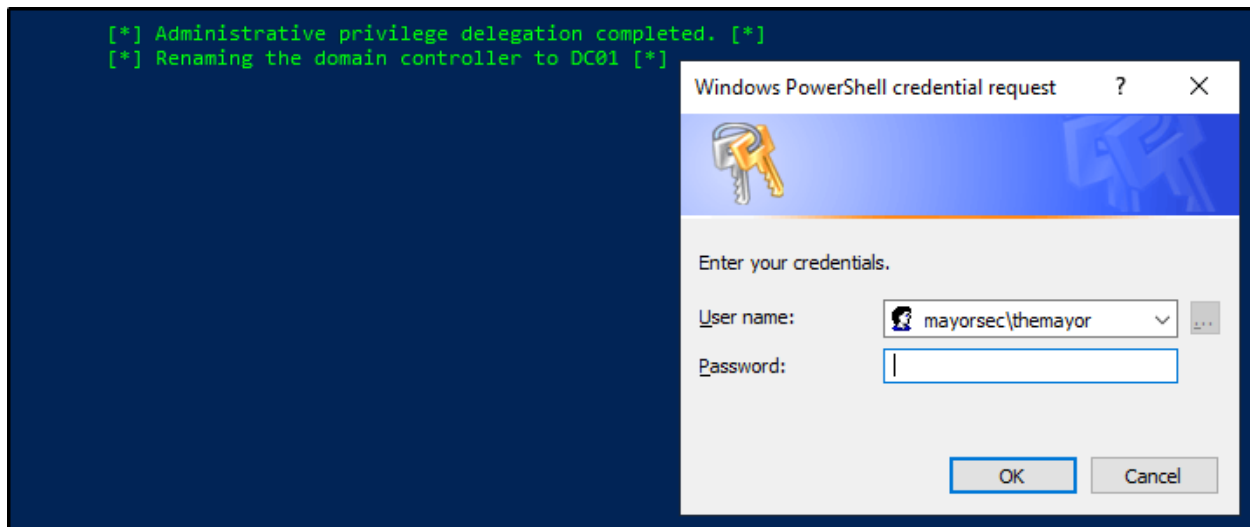 [*] Administrative privilege delegation completed. [*]
[*] Renaming the domain controller to DC01 [*]
Windows PowerShell credential request ? ×
Enter your credentials.
User name: mayorsec\themayor ...
Password:
OK Cancel